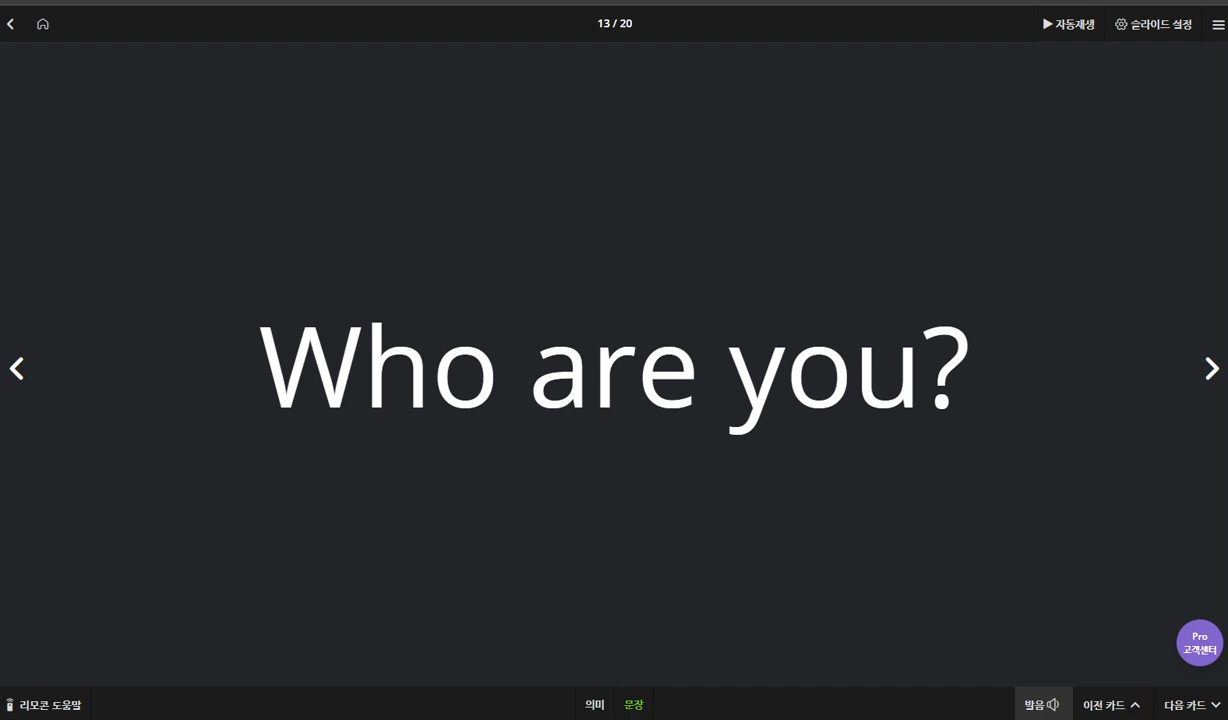 13 / 20
자동재생
슬라이드 설정
Who are you?
Pro
고객센터
리모콘 도움말
의미
문장
발음
이전 카드
다음 카드